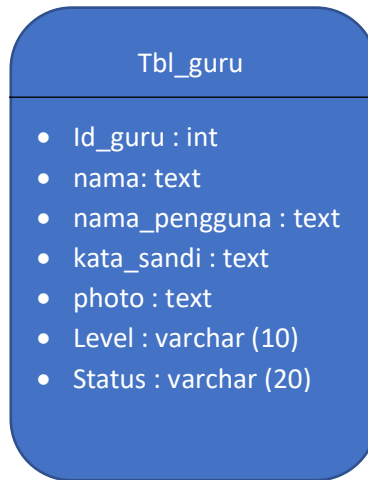 Tbl_guru
• Id_guru : int
• nama: text
• nama_pengguna : text
• kata_sandi : text
• photo : text
• Level : varchar (10)
• Status : varchar (20)